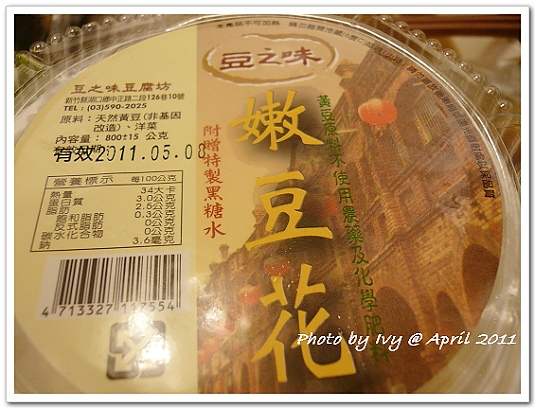 豆之味
豆之味豆腐坊
新竹縣湖口鄉中正路二段126巷10號
TEL：(03)590-2025
原料：天然黃豆(非基因
改造)、洋菜
內容量：800±15 公克
有效2011.05.08
營養標示 每100公克
熱量 34大卡
蛋白質 3.0公克
脂肪 2.5公克
飽和脂肪 0.3公克
反式脂肪 0公克
碳水化合物 0公克
鈉 3.6毫克
4713327117554
附贈特製黑糖水
嫩豆花
黃豆原料不使用農藥及化學肥料
Photo by Ivy @ April 2011